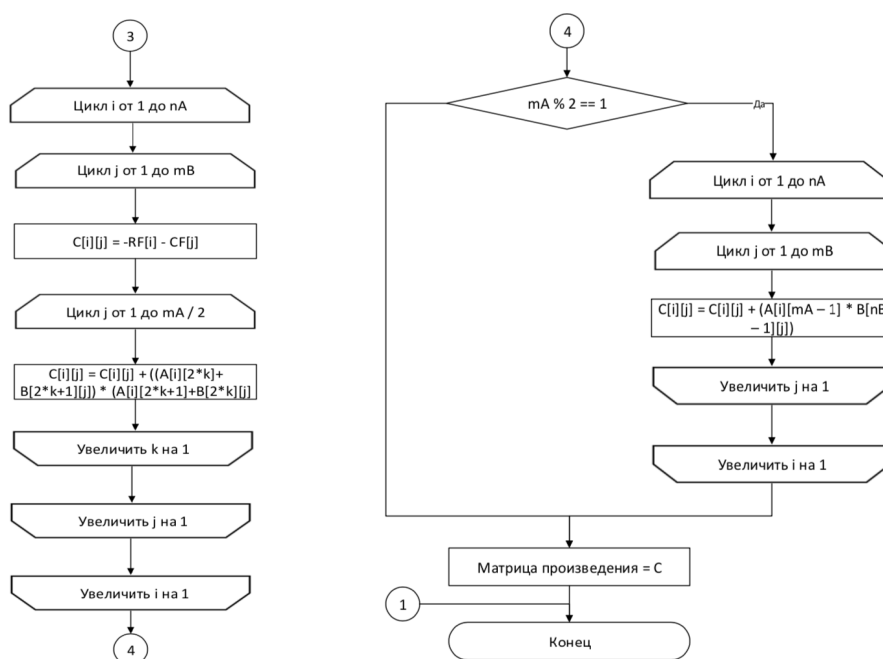 3
Цикл i от 1 до nA
Цикл j от 1 до mB
C[i][j] = -RF[i] - CF[j]
Цикл j от 1 до mA / 2
C[i][j] = C[i][j] + ((A[i][2*k]+
B[2*k+1][j]) * (A[i][2*k+1]+B[2*k][j]
Увеличить k на 1
Увеличить j на 1
Увеличить i на 1
4
4
mA % 2 == 1
Да
Цикл i от 1 до nA
Цикл j от 1 до mB
C[i][j] = C[i][j] + (A[i][mA – 1] * B[nB
– 1][j])
Увеличить j на 1
Увеличить i на 1
Матрица произведения = C
1
Конец